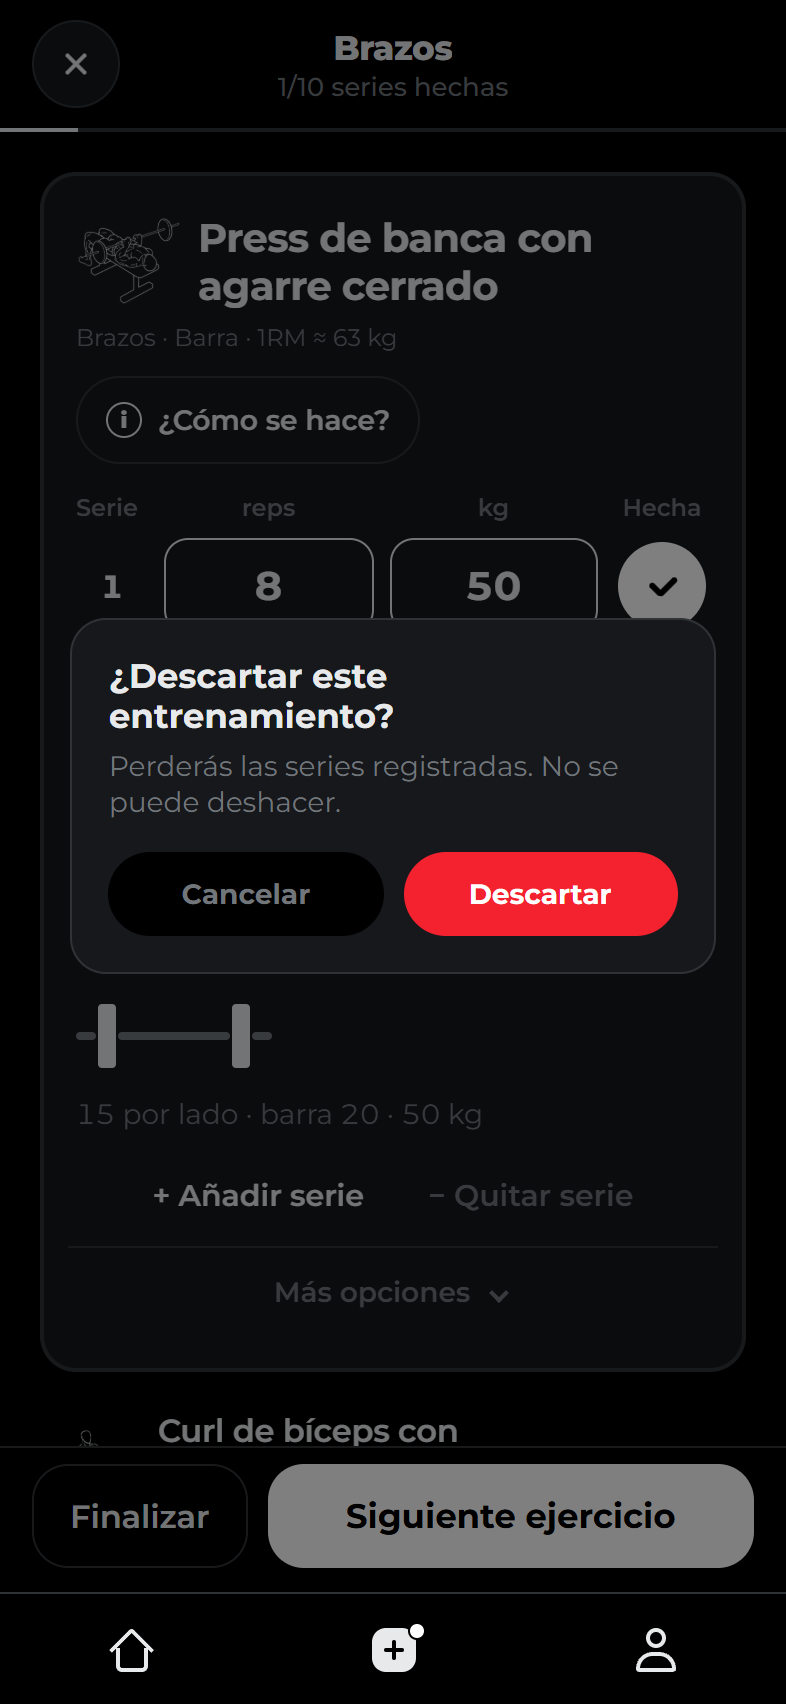 Brazos
1/10 series hechas
Press de banca con
agarre cerrado
Brazos · Barra · 1RM ≈ 63 kg
¿Cómo se hace?
Serie reps kg Hecha
1 8 50
¿Descartar este
entrenamiento?
Perderás las series registradas. No se
puede deshacer.
Cancelar Descartar
15 por lado · barra 20 · 50 kg
+ Añadir serie − Quitar serie
Más opciones
Curl de bíceps con
Finalizar Siguiente ejercicio